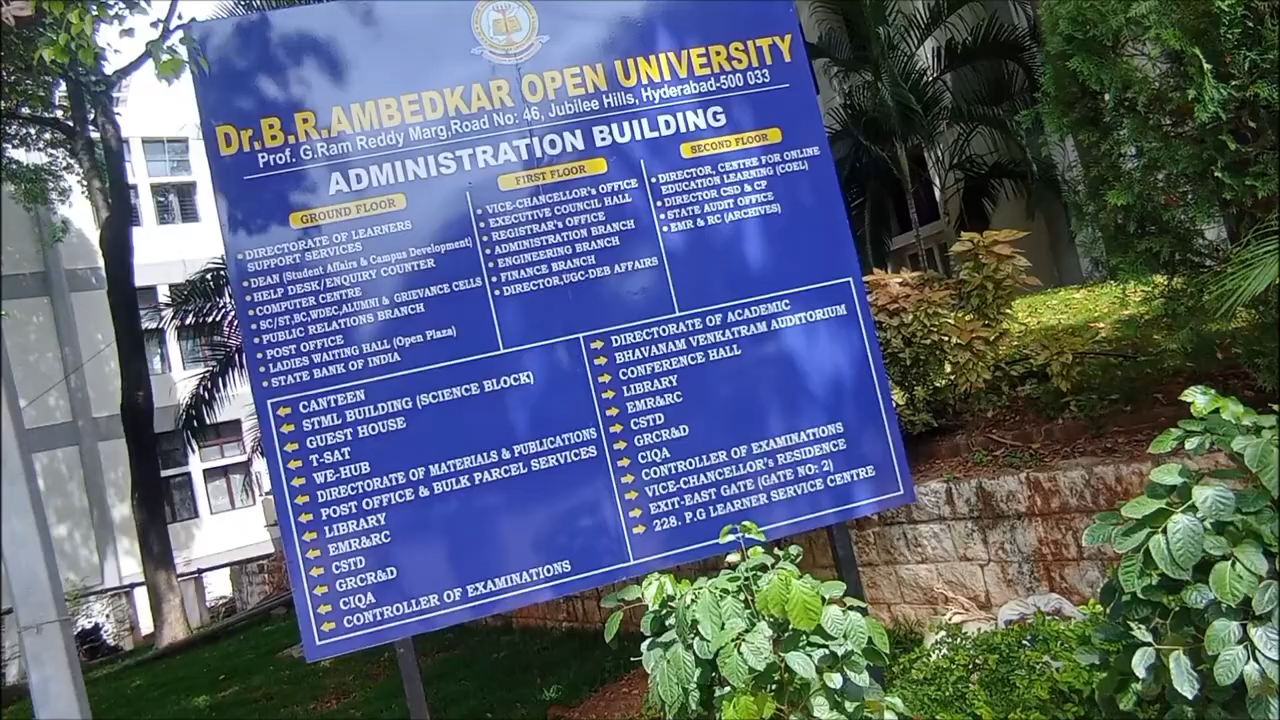 Dr.B.R.AMBEDKAR OPEN UNIVERSITY
Prof. G.Ram Reddy Marg,Road No: 46, Jubilee Hills, Hyderabad-500 033
ADMINISTRATION BUILDING
GROUND FLOOR
• DIRECTORATE OF LEARNERS
SUPPORT SERVICES
• DEAN (Student Affairs & Campus Development)
• HELP DESK/ ENQUIRY COUNTER
• COMPUTER CENTRE
• SC/ST,BC,WDEC,ALUMNI & GRIEVANCE CELLS
• PUBLIC RELATIONS BRANCH
• POST OFFICE
• LADIES WAITING HALL (Open Plaza)
• STATE BANK OF INDIA
FIRST FLOOR
• VICE-CHANCELLOR's OFFICE
• EXECUTIVE COUNCIL HALL
• REGISTRAR's OFFICE
• ADMINISTRATION BRANCH
• ENGINEERING BRANCH
• FINANCE BRANCH
• DIRECTOR,UGC-DEB AFFAIRS
SECOND FLOOR
• DIRECTOR, CENTRE FOR ONLINE
EDUCATION LEARNING (COEL)
• DIRECTOR CSD & CP
• STATE AUDIT OFFICE
• EMR & RC (ARCHIVES)
CANTEEN
STML BUILDING (SCIENCE BLOCK)
GUEST HOUSE
T-SAT
WE-HUB
DIRECTORATE OF MATERIALS & PUBLICATIONS
POST OFFICE & BULK PARCEL SERVICES
LIBRARY
EMR&RC
CSTD
GRCR&D
CIQA
CONTROLLER OF EXAMINATIONS
DIRECTORATE OF ACADEMIC
BHAVANAM VENKATRAM AUDITORIUM
CONFERENCE HALL
LIBRARY
EMR&RC
CSTD
GRCR&D
CIQA
CONTROLLER OF EXAMINATIONS
VICE-CHANCELLOR's RESIDENCE
EXIT-EAST GATE (GATE NO: 2)
228. P.G LEARNER SERVICE CENTRE